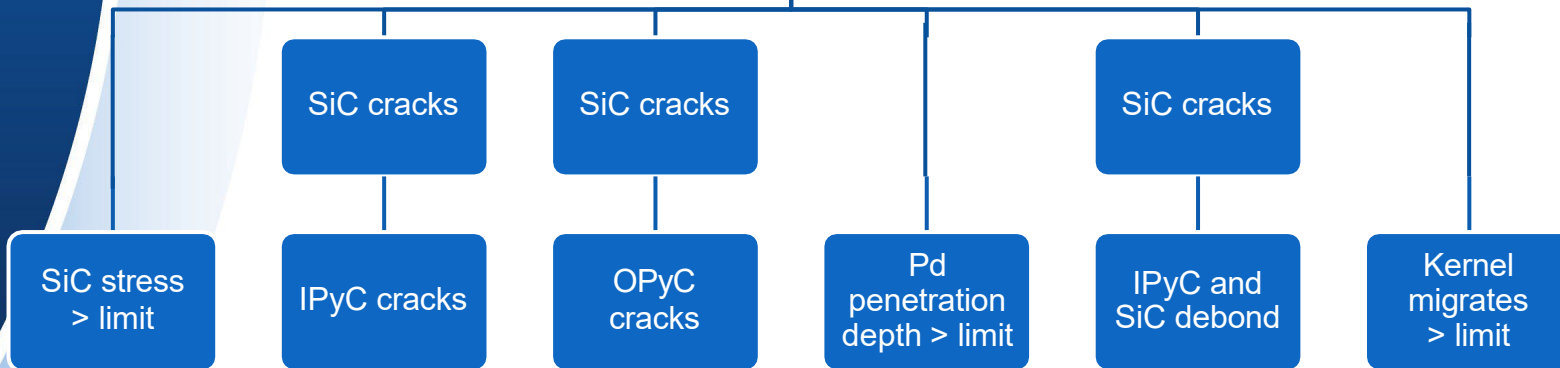 SiC cracks
SiC cracks
SiC cracks
SiC stress
> limit
IPyC cracks
OPyC
cracks
Pd
penetration
depth > limit
IPyC and
SiC debond
Kernel
migrates
> limit